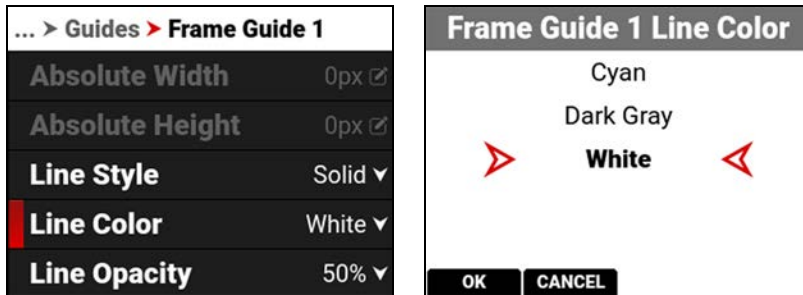 ... > Guides > Frame Guide 1
Absolute Width 0px
Absolute Height 0px
Line Style Solid
Line Color White
Line Opacity 50%
Frame Guide 1 Line Color
Cyan
Dark Gray
White
OK CANCEL